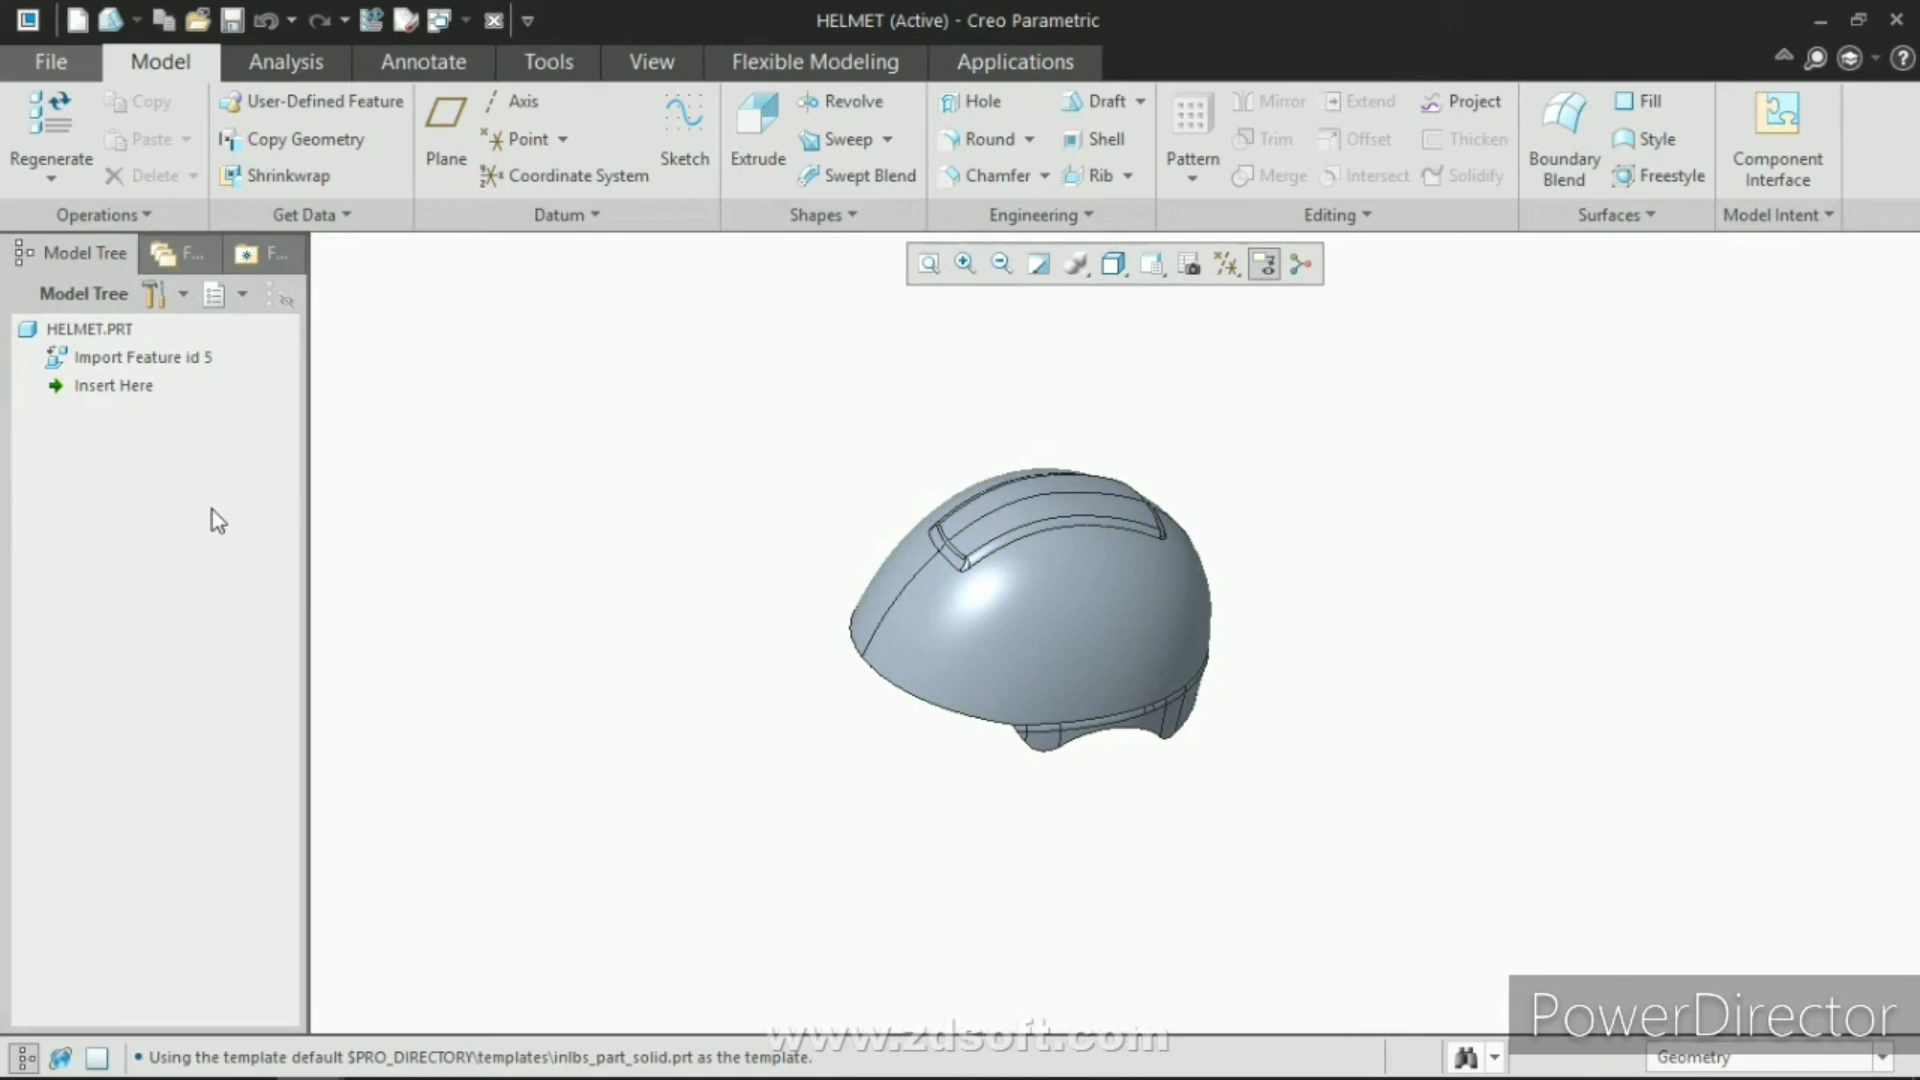 HELMET (Active) - Creo Parametric
File Model Analysis Annotate Tools View Flexible Modeling Applications
Regenerate
Copy
Paste
Delete
Operations
User-Defined Feature
Copy Geometry
Shrinkwrap
Get Data
Plane
Axis
Point
Coordinate System
Sketch
Datum
Extrude
Revolve
Sweep
Swept Blend
Shapes
Hole
Round
Chamfer
Draft
Shell
Rib
Engineering
Pattern
Mirror
Trim
Merge
Extend
Offset
Intersect
Project
Thicken
Solidify
Editing
Boundary
Blend
Fill
Style
Freestyle
Surfaces
Component
Interface
Model Intent
Model Tree F... F...
Model Tree
HELMET.PRT
Import Feature id 5
Insert Here
PowerDirector
www.zdsoft.com
• Using the template default $PRO_DIRECTORY\templates\inlbs_part_solid.prt as the template.
Geometry